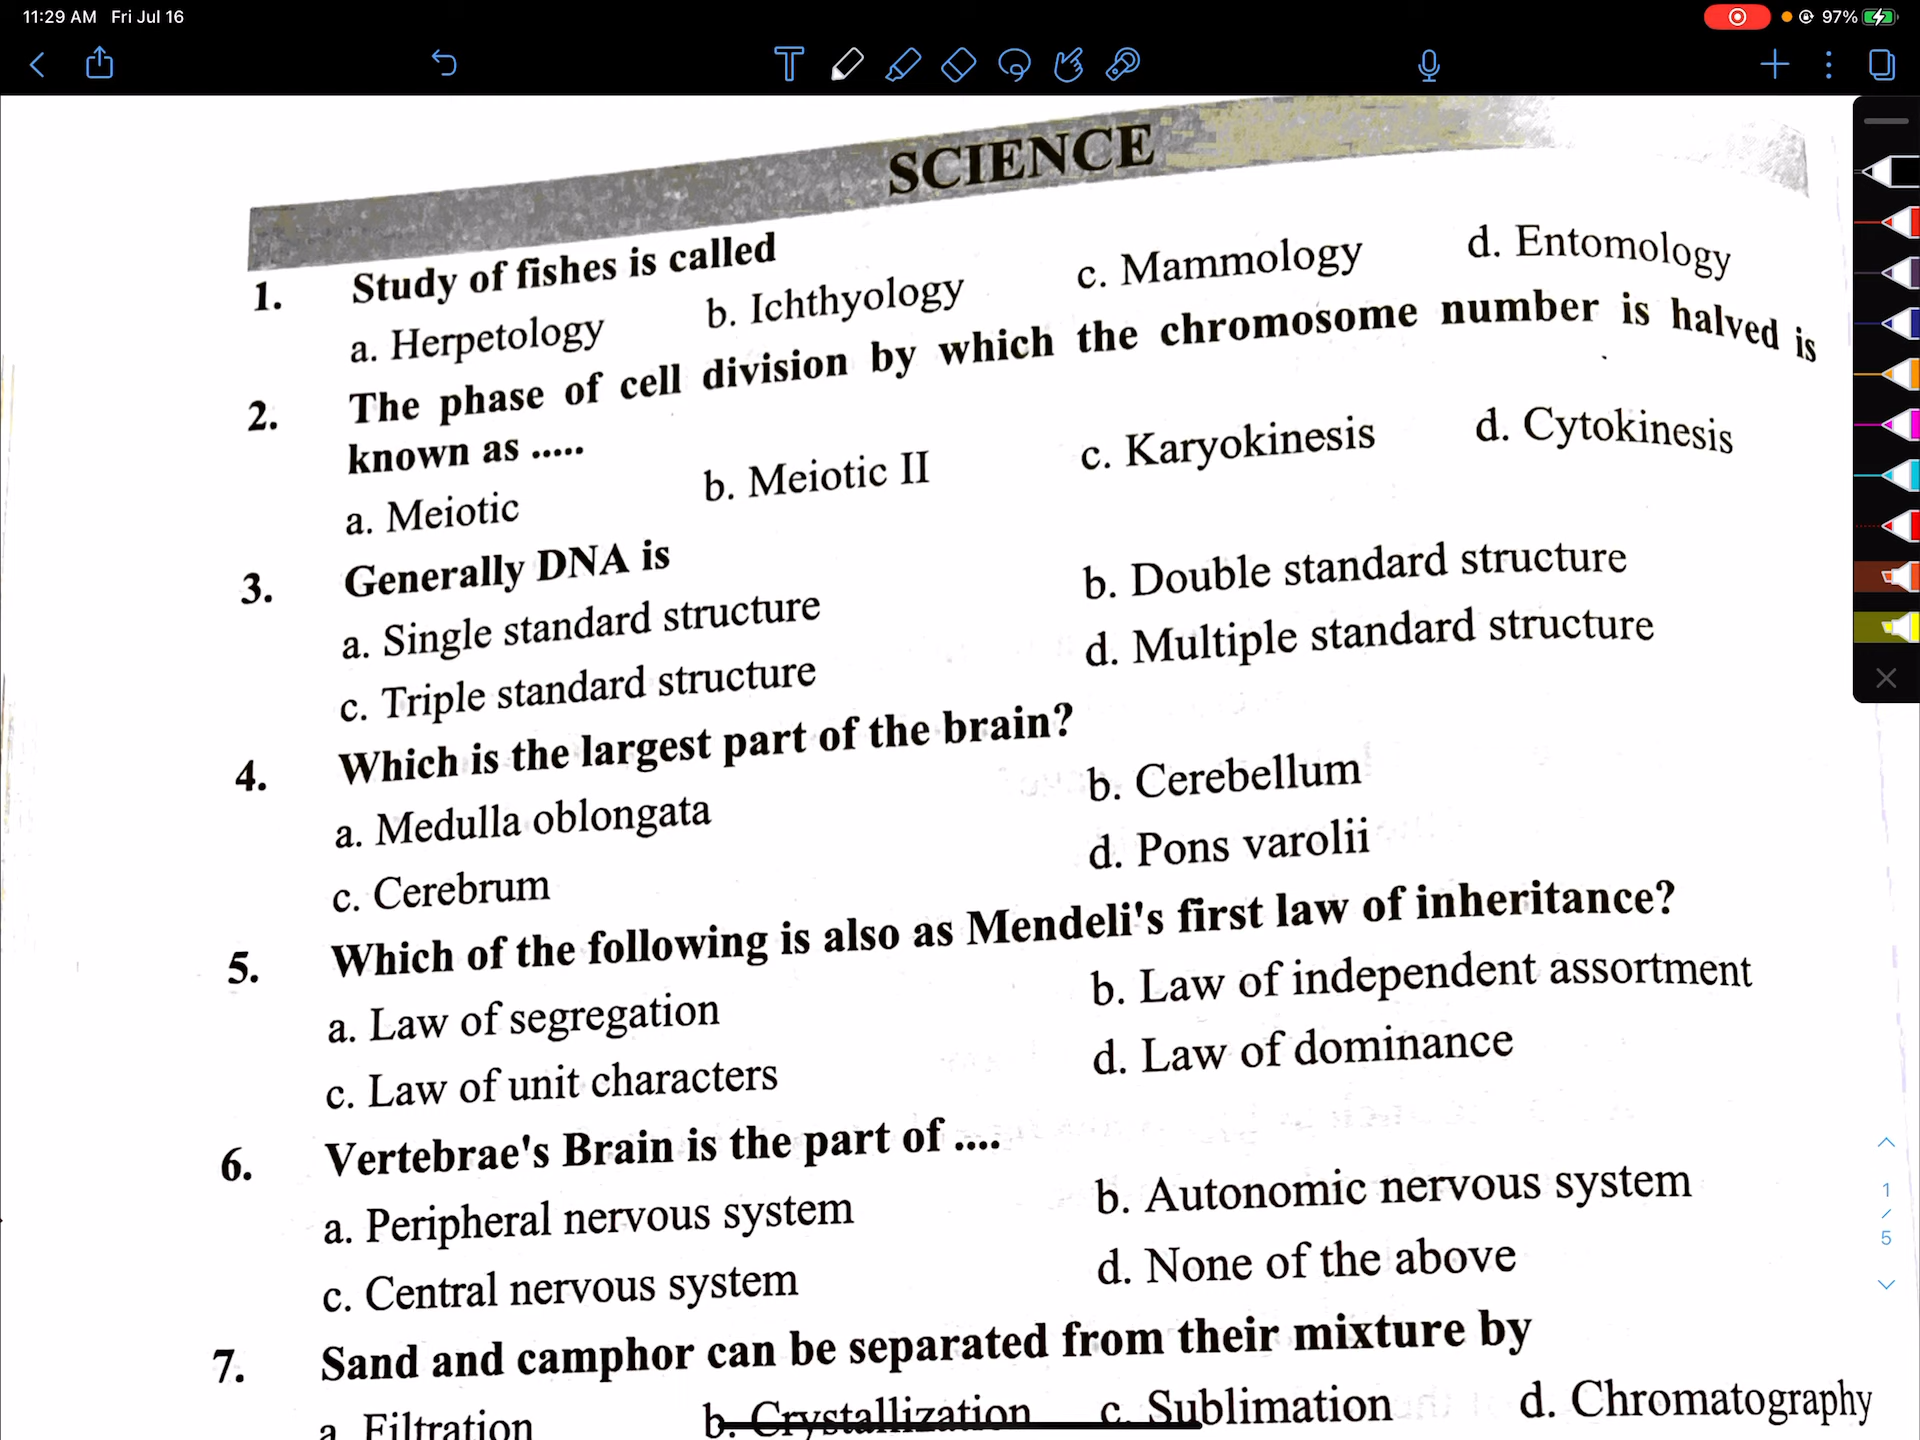 11:29 AM Fri Jul 16
97%
SCIENCE
1. Study of fishes is called
a. Herpetology b. Ichthyology c. Mammology d. Entomology
2. The phase of cell division by which the chromosome number is halved is
known as .....
a. Meiotic b. Meiotic II c. Karyokinesis d. Cytokinesis
3. Generally DNA is
a. Single standard structure b. Double standard structure
c. Triple standard structure d. Multiple standard structure
4. Which is the largest part of the brain?
a. Medulla oblongata b. Cerebellum
c. Cerebrum d. Pons varolii
5. Which of the following is also as Mendeli's first law of inheritance?
a. Law of segregation b. Law of independent assortment
c. Law of unit characters d. Law of dominance
6. Vertebrae's Brain is the part of ....
a. Peripheral nervous system b. Autonomic nervous system
c. Central nervous system d. None of the above
7. Sand and camphor can be separated from their mixture by
a. Filtration b. Crystallization c. Sublimation d. Chromatography
1
/
5